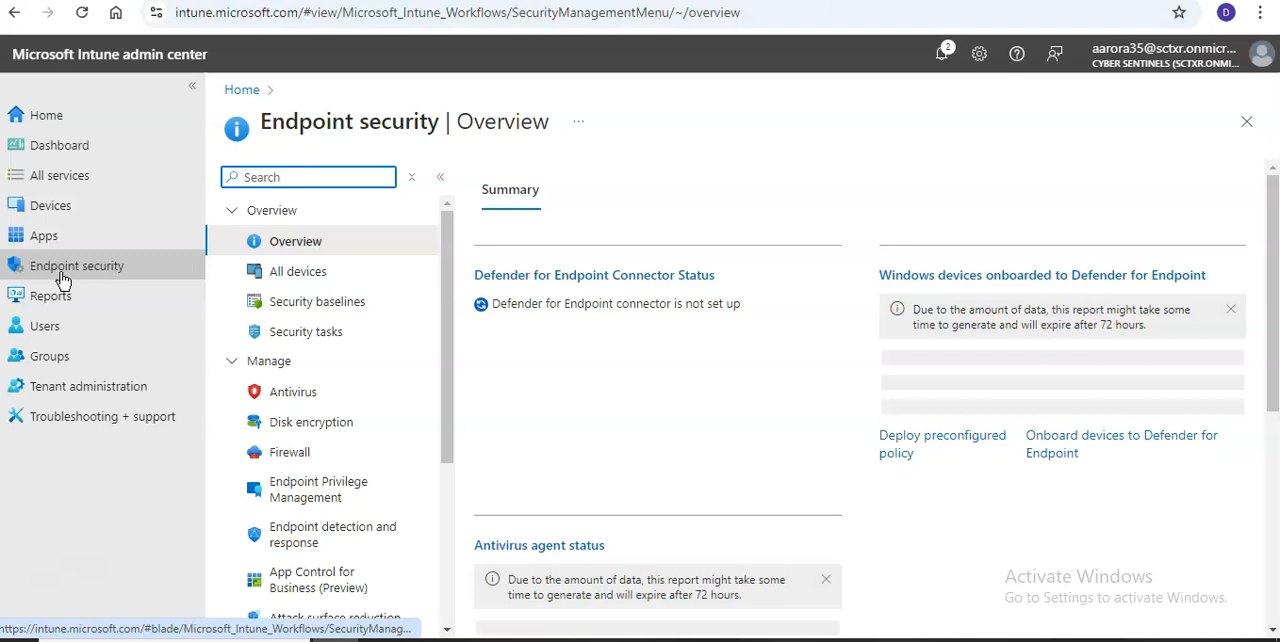 intune.microsoft.com/#view/Microsoft_Intune_Workflows/SecurityManagementMenu/~/overview
D
Microsoft Intune admin center
2
aarora35@sctxr.onmicr...
CYBER SENTINELS (SCTXR.ONMI...
Home
Dashboard
All services
Devices
Apps
Endpoint security
Reports
Users
Groups
Tenant administration
Troubleshooting + support
Home
Endpoint security | Overview
Search
Overview
Overview
All devices
Security baselines
Security tasks
Manage
Antivirus
Disk encryption
Firewall
Endpoint Privilege
Management
Endpoint detection and
response
App Control for
Business (Preview)
Attack surface reduction
Summary
Defender for Endpoint Connector Status
Defender for Endpoint connector is not set up
Antivirus agent status
Due to the amount of data, this report might take some
time to generate and will expire after 72 hours.
Windows devices onboarded to Defender for Endpoint
Due to the amount of data, this report might take some
time to generate and will expire after 72 hours.
Deploy preconfigured
policy
Onboard devices to Defender for
Endpoint
Activate Windows
Go to Settings to activate Windows.
https://intune.microsoft.com/#blade/Microsoft_Intune_Workflows/SecurityManag...